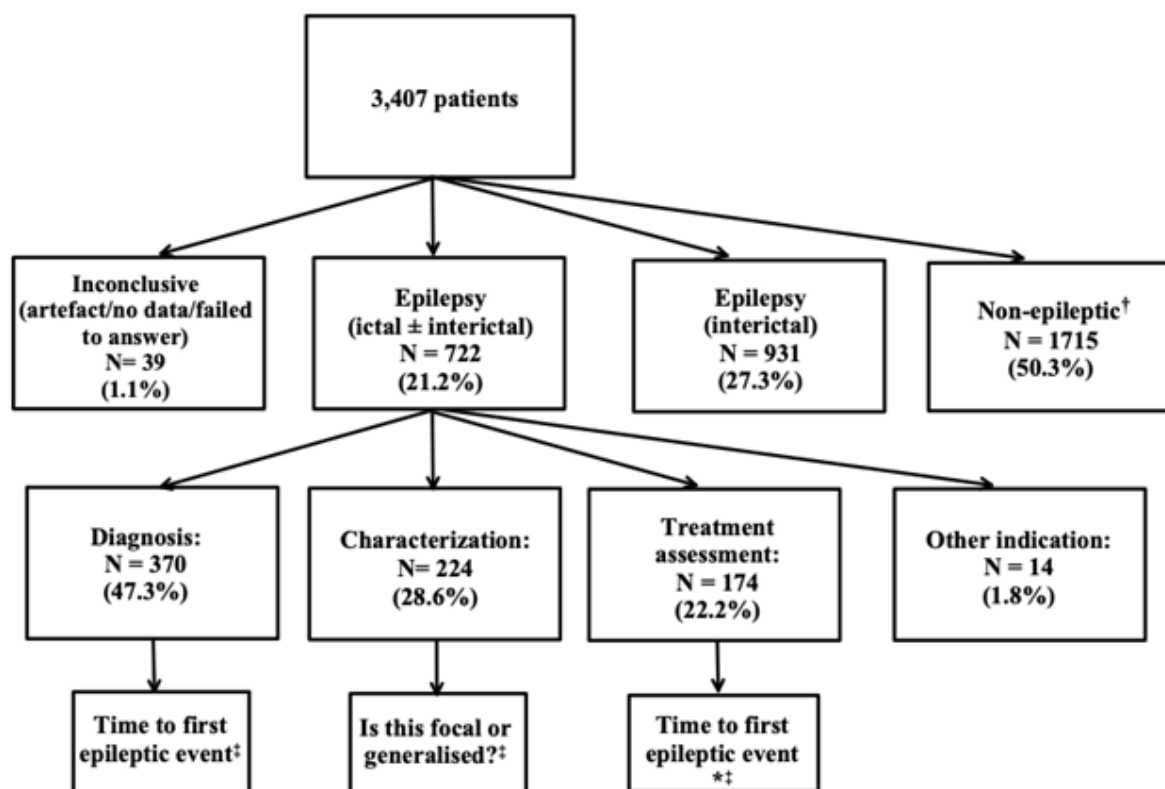 3,407 patients
Inconclusive
(artefact/no data/failed
to answer)
N= 39
(1.1%)
Epilepsy
(ictal ± interictal)
N = 722
(21.2%)
Epilepsy
(interictal)
N = 931
(27.3%)
Non-epileptic†
N = 1715
(50.3%)
Diagnosis:
N = 370
(47.3%)
Characterization:
N= 224
(28.6%)
Treatment
assessment:
N = 174
(22.2%)
Other indication:
N = 14
(1.8%)
Time to first
epileptic event‡
Is this focal or
generalised?‡
Time to first
epileptic event
*‡